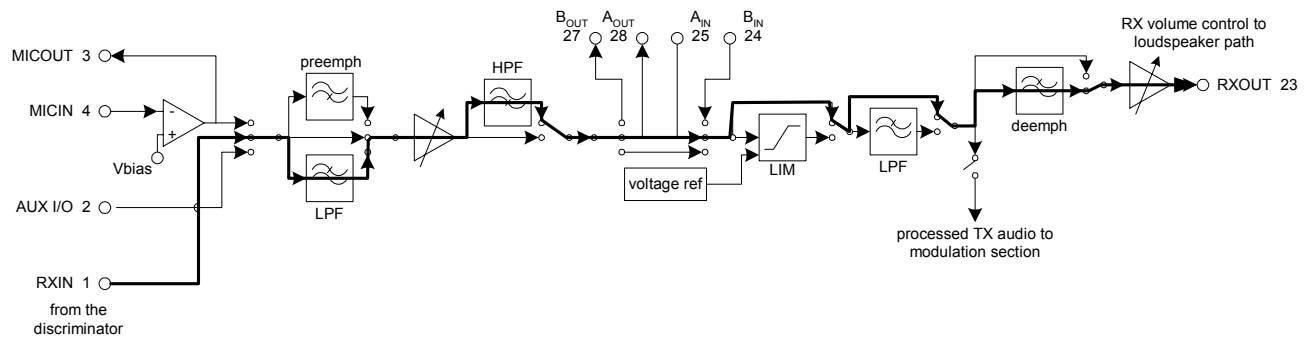 BOUT AOUT AIN BIN
27 28 25 24
RX volume control to
loudspeaker path
MICOUT 3
preemph
HPF
MICIN 4
-
+
Vbias
RXOUT 23
deemph
LIM
LPF
voltage ref
LPF
AUX I/O 2
processed TX audio to
modulation section
RXIN 1
from the
discriminator